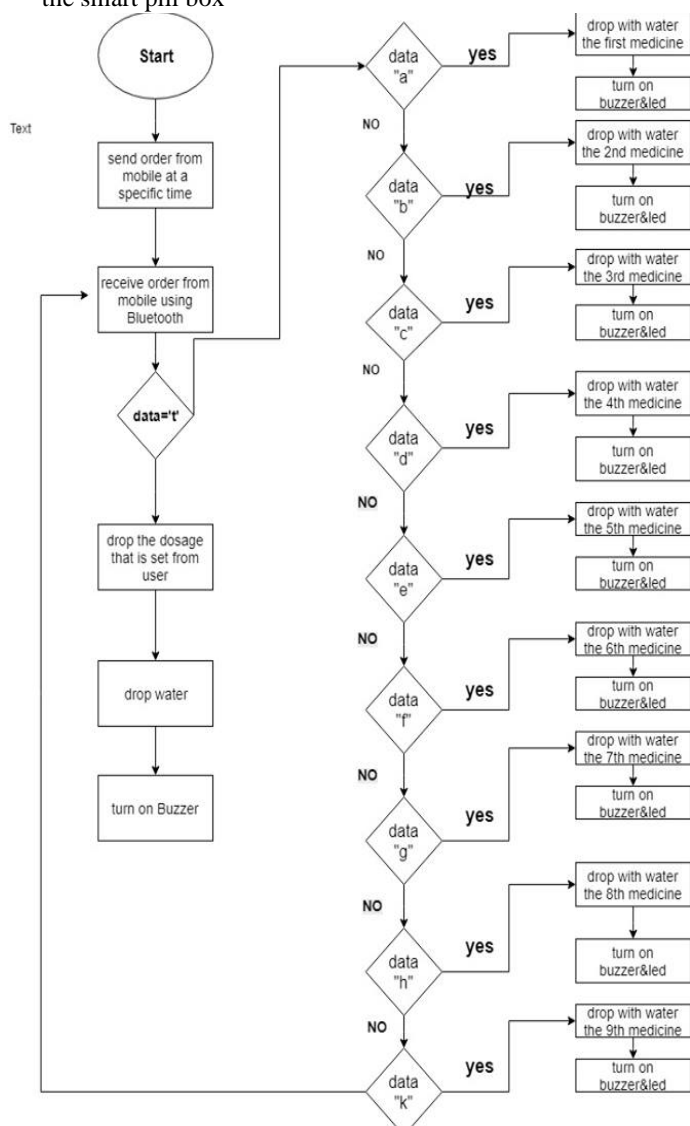 the smart pill box
Start
Text
send order from
mobile at a
specific time
receive order from
mobile using
Bluetooth
data='t'
drop the dosage
that is set from
user
drop water
turn on Buzzer
data
"a"
yes
drop with water
the first medicine
turn on
buzzer&led
NO
data
"b"
yes
drop with water
the 2nd medicine
turn on
buzzer&led
NO
data
"c"
yes
drop with water
the 3rd medicine
turn on
buzzer&led
NO
data
"d"
yes
drop with water
the 4th medicine
turn on
buzzer&led
NO
data
"e"
yes
drop with water
the 5th medicine
turn on
buzzer&led
NO
data
"f"
yes
drop with water
the 6th medicine
turn on
buzzer&led
NO
data
"g"
yes
drop with water
the 7th medicine
turn on
buzzer&led
NO
data
"h"
yes
drop with water
the 8th medicine
turn on
buzzer&led
NO
data
"k"
yes
drop with water
the 9th medicine
turn on
buzzer&led